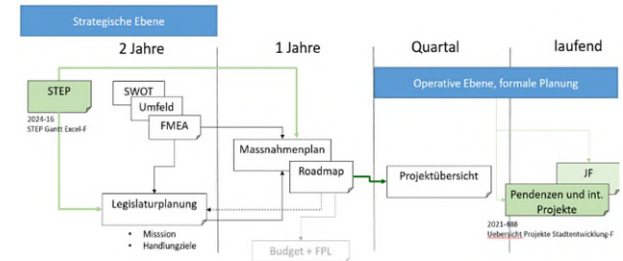 Strategische Ebene
2 Jahre
1 Jahre
Quartal
laufend
Operative Ebene, formale Planung
STEP
2024-16
STEP Gantt Excel-F
SWOT
Umfeld
FMEA
Massnahmenplan
Roadmap
Projektübersicht
JF
Pendenzen und int.
Projekte
2021-488
Uebersicht Projekte Stadtentwicklung-F
Legislaturplanung
• Misssion
• Handlungziele
Budget + FPL